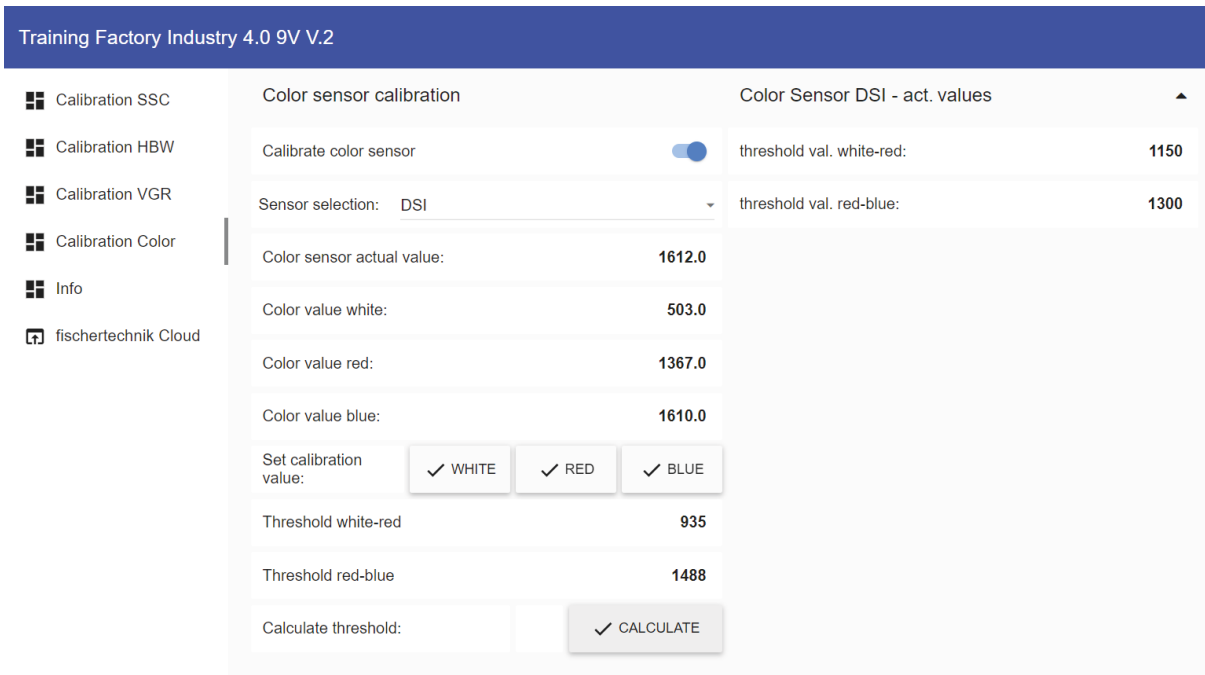 Training Factory Industry 4.0 9V V.2
Calibration SSC
Calibration HBW
Calibration VGR
Calibration Color
Info
fischertechnik Cloud
Color sensor calibration
Calibrate color sensor
Sensor selection: DSI
Color sensor actual value: 1612.0
Color value white: 503.0
Color value red: 1367.0
Color value blue: 1610.0
Set calibration
value:
WHITE RED BLUE
Threshold white-red 935
Threshold red-blue 1488
Calculate threshold: CALCULATE
Color Sensor DSI - act. values
threshold val. white-red: 1150
threshold val. red-blue: 1300